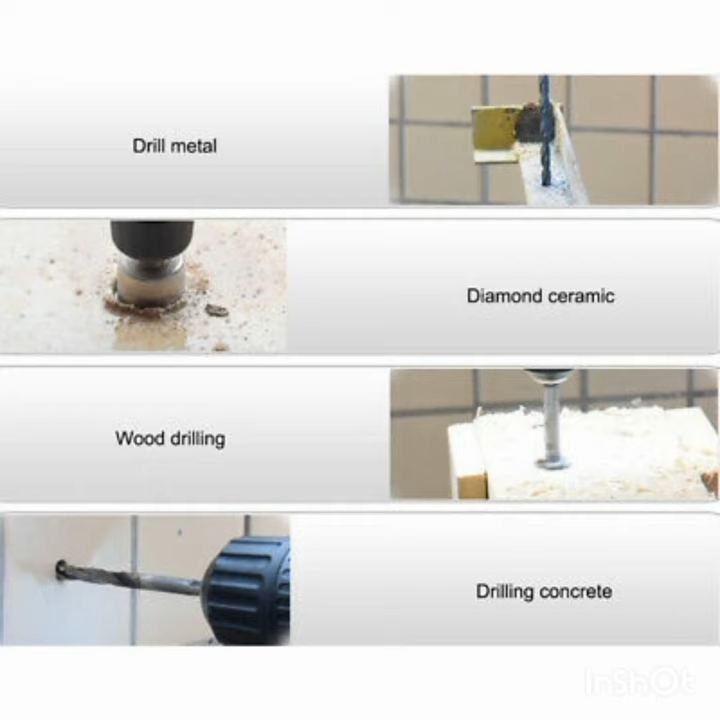 Drill metal
Diamond ceramic
Wood drilling
Drilling concrete
InShOt